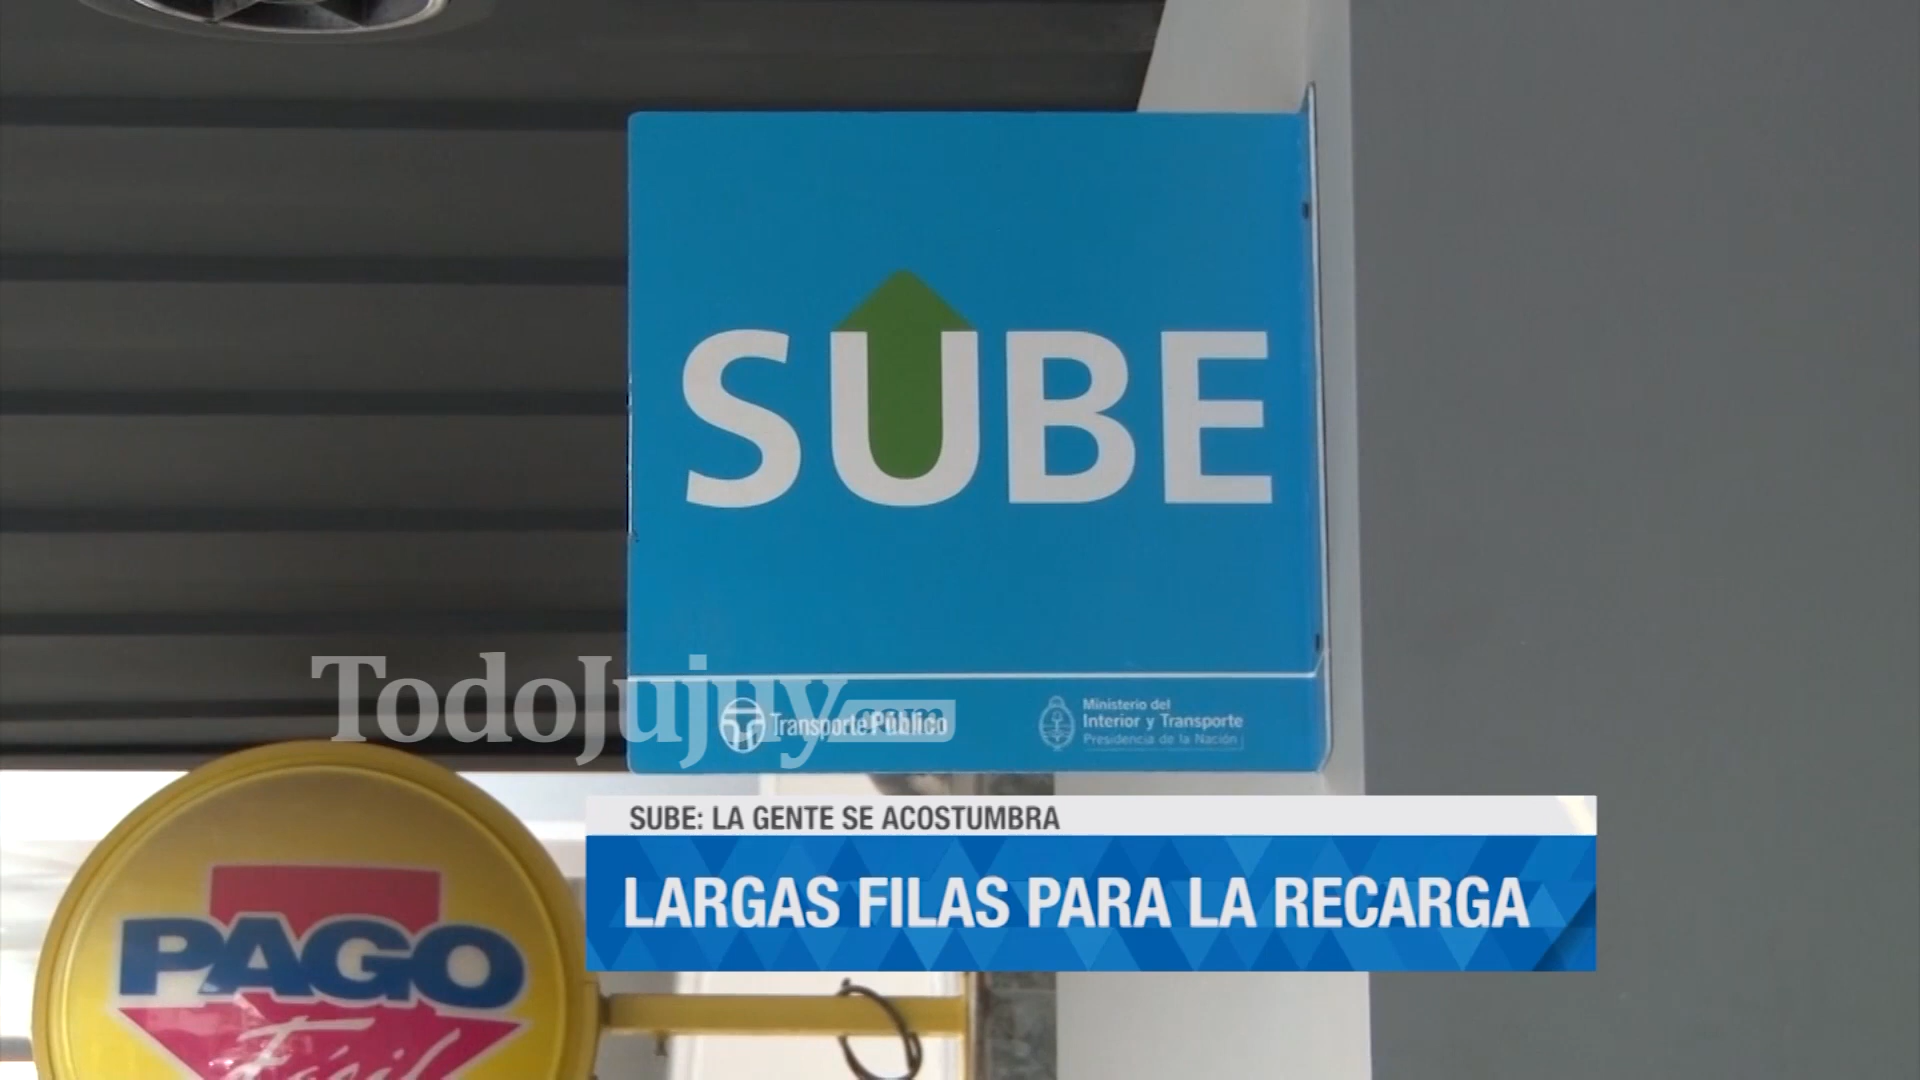 SUBE
TodoJujuy.com
Transporte Público
Ministerio del
Interior y Transporte
Presidencia de la Nación
SUBE: LA GENTE SE ACOSTUMBRA
LARGAS FILAS PARA LA RECARGA
PAGO
Fácil